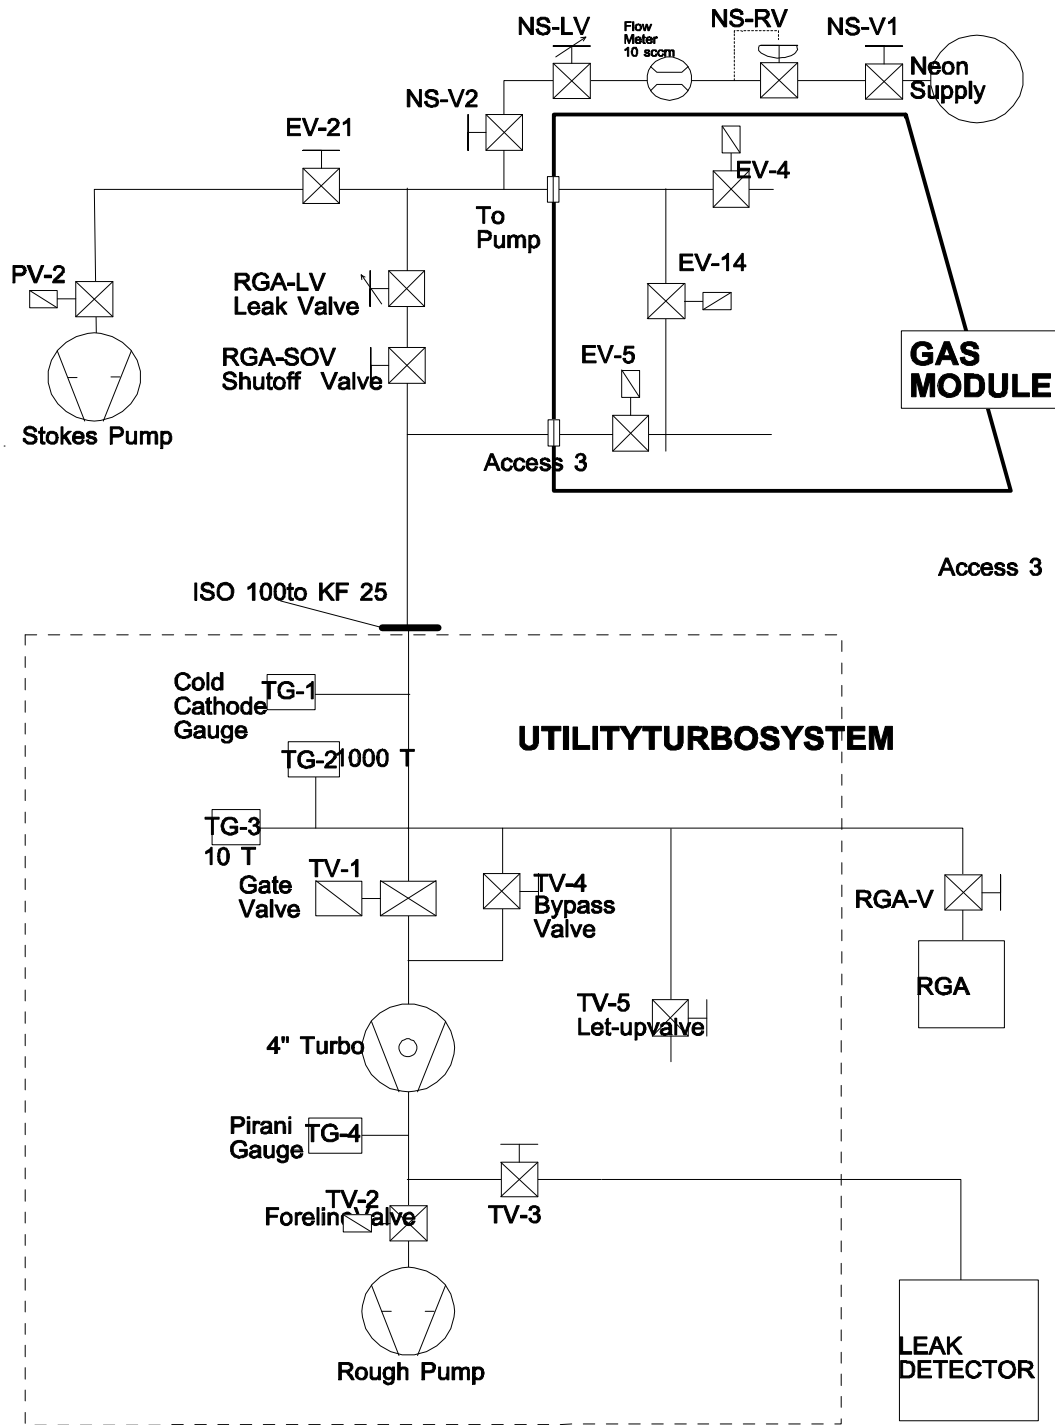 NS-LV
Flow
Meter
10 sccm
NS-RV
NS-V1
Neon
Supply
NS-V2
EV-21
EV-4
To
Pump
PV-2
RGA-LV
Leak Valve
EV-14
RGA-SOV
Shutoff Valve
EV-5
GAS
MODULE
Stokes Pump
Access 3
Access 3
ISO 100to KF 25
Cold
Cathode
Gauge
TG-1
UTILITYTURBOSYSTEM
TG-2
1000 T
TG-3
10 T
TV-1
Gate
Valve
TV-4
Bypass
Valve
RGA-V
RGA
TV-5
Let-upvalve
4" Turbo
Pirani
Gauge
TG-4
TV-2
Foreline Valve
TV-3
Rough Pump
LEAK
DETECTOR